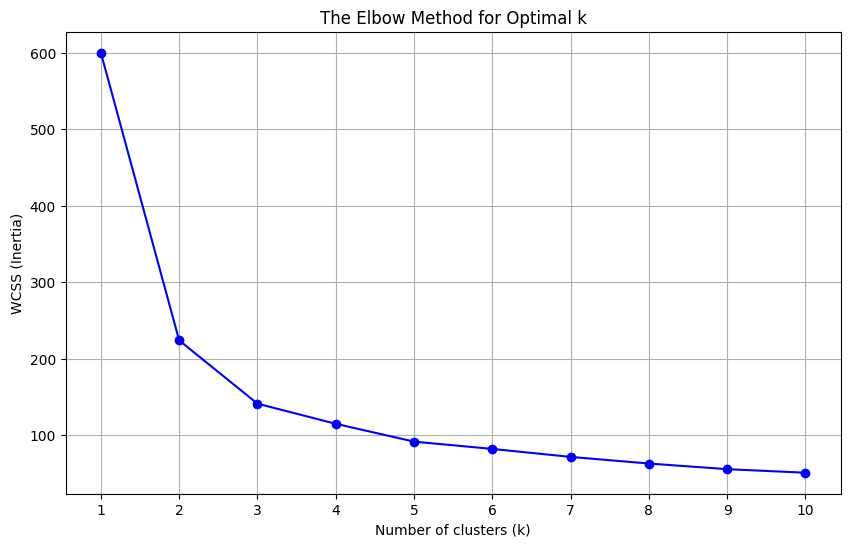 The Elbow Method for Optimal k
600
500
400
300
200
100
WCSS (Inertia)
1 2 3 4 5 6 7 8 9 10
Number of clusters (k)